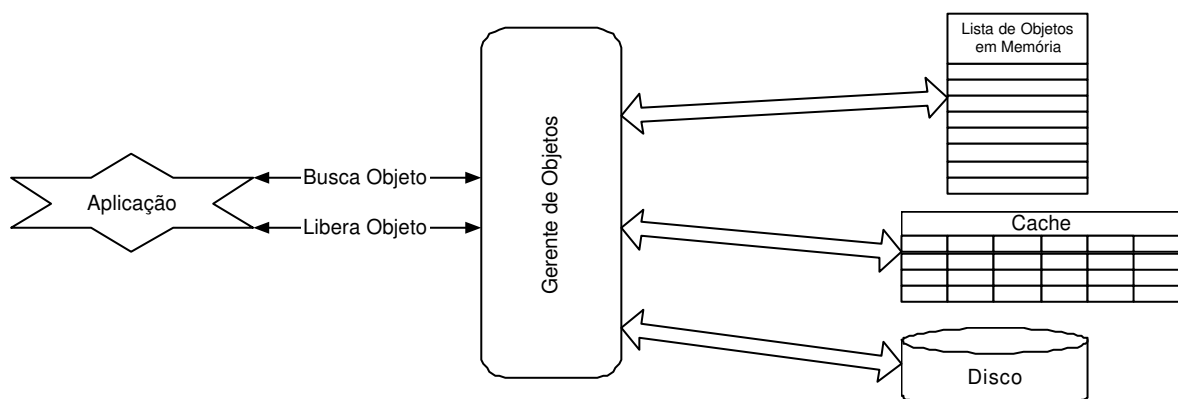 Aplicação
Busca Objeto
Libera Objeto
Gerente de Objetos
Lista de Objetos
em Memória
Cache
Disco